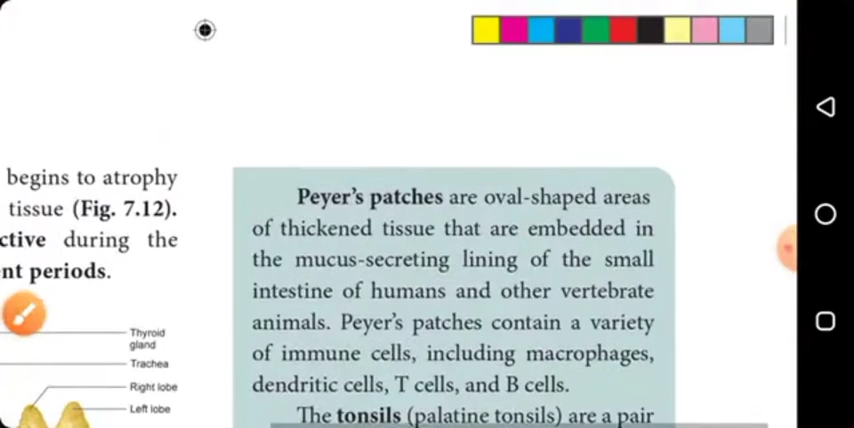 begins to atrophy
tissue (Fig. 7.12).
ctive during the
nt periods.
Thyroid
gland
Trachea
Right lobe
Left lobe
Peyer's patches are oval-shaped areas
of thickened tissue that are embedded in
the mucus-secreting lining of the small
intestine of humans and other vertebrate
animals. Peyer's patches contain a variety
of immune cells, including macrophages,
dendritic cells, T cells, and B cells.
The tonsils (palatine tonsils) are a pair